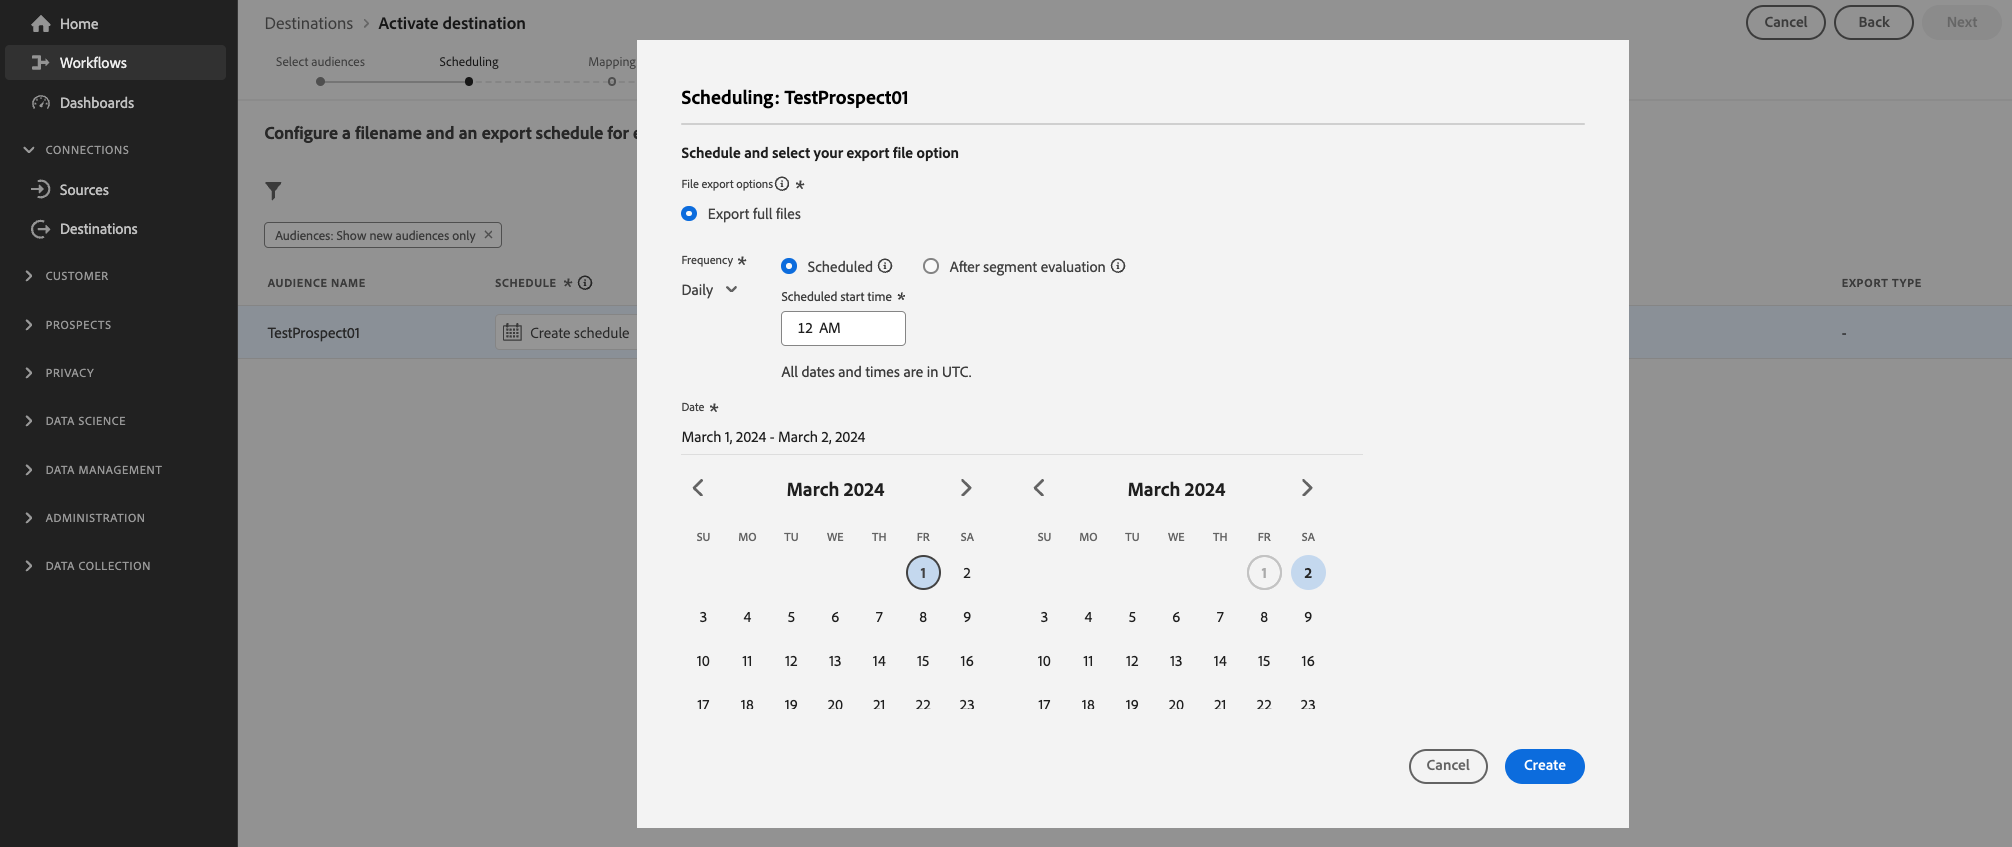 Home
Workflows
Dashboards
CONNECTIONS
Sources
Destinations
CUSTOMER
PROSPECTS
PRIVACY
DATA SCIENCE
DATA MANAGEMENT
ADMINISTRATION
DATA COLLECTION
Destinations > Activate destination
Cancel Back Next
Select audiences Scheduling Mapping
Configure a filename and an export schedule for e
Audiences: Show new audiences only ×
AUDIENCE NAME SCHEDULE * EXPORT TYPE
TestProspect01 Create schedule -
Scheduling: TestProspect01
Schedule and select your export file option
File export options *
Export full files
Frequency *
Daily
Scheduled After segment evaluation
Scheduled start time *
12 AM
All dates and times are in UTC.
Date *
March 1, 2024 - March 2, 2024
March 2024
SU MO TU WE TH FR SA
1 2
3 4 5 6 7 8 9
10 11 12 13 14 15 16
17 18 19 20 21 22 23
March 2024
SU MO TU WE TH FR SA
1 2
3 4 5 6 7 8 9
10 11 12 13 14 15 16
17 18 19 20 21 22 23
Cancel Create